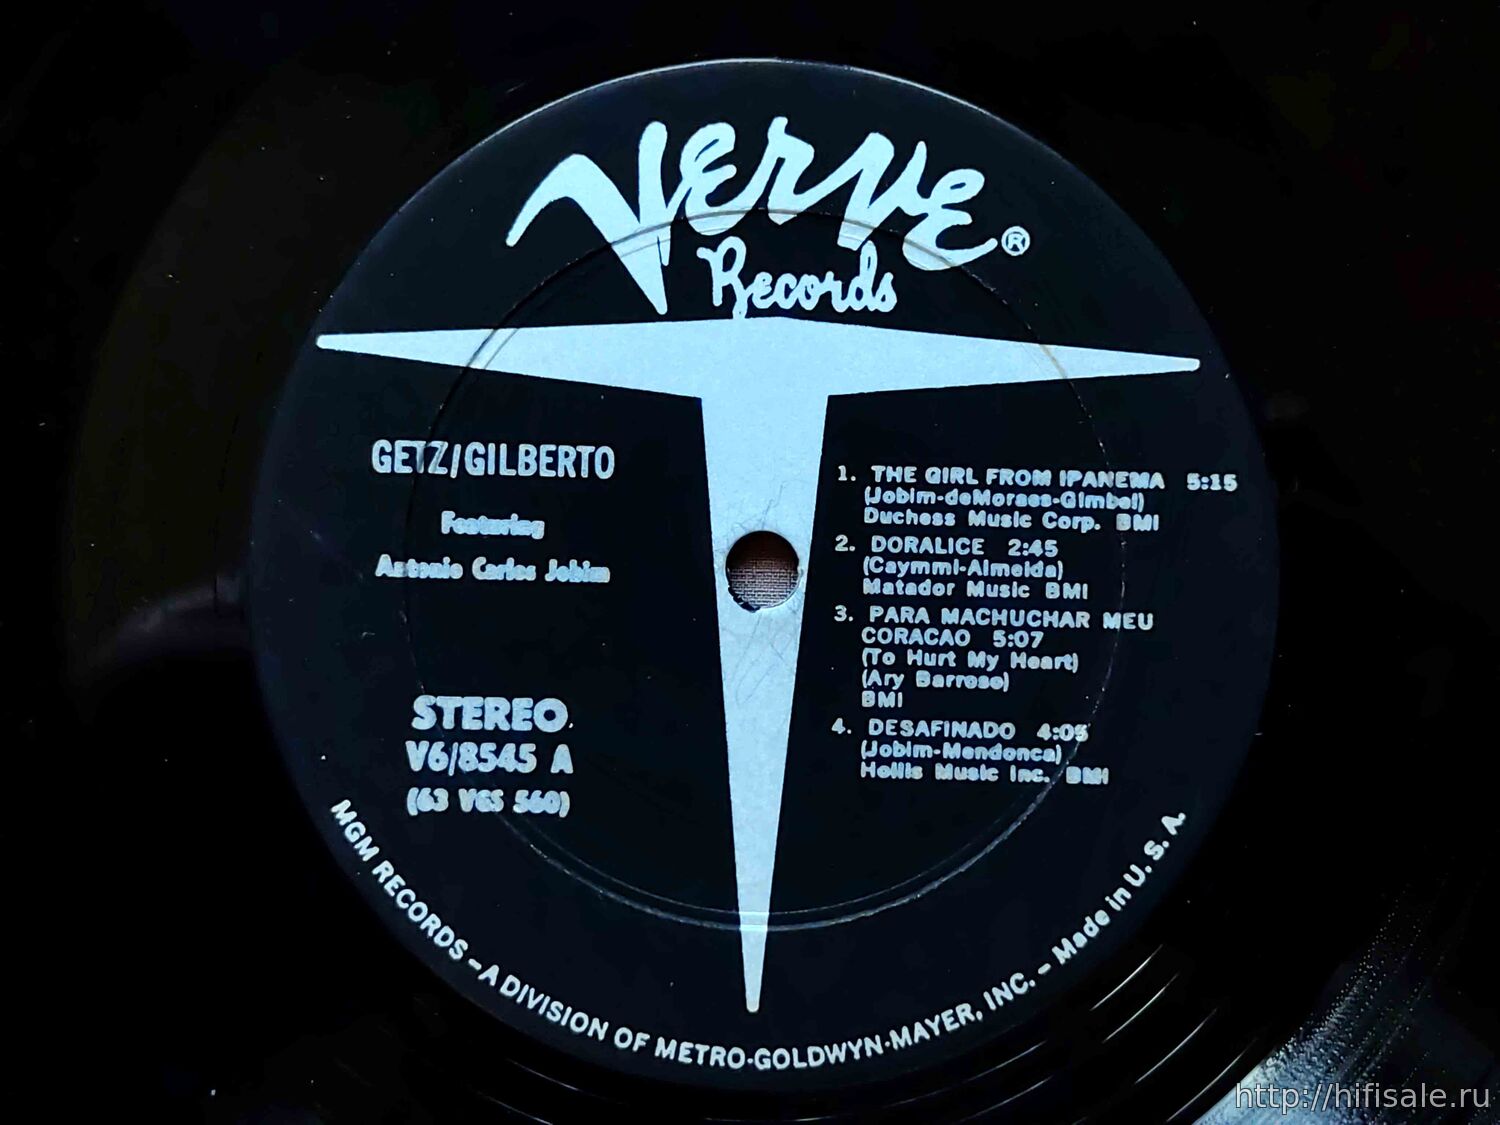 Verve®
Records
GETZ/GILBERTO
Featuring
Antonio Carlos Jobim
STEREO
V6/8545 A
(63 VGS 560)
1. THE GIRL FROM IPANEMA 5:15
(Jobim-deMoraes-Gimbel)
Duchess Music Corp. BMI
2. DORALICE 2:45
(Caymmi-Almeida)
Matador Music BMI
3. PARA MACHUCHAR MEU
CORACAO 5:07
(To Hurt My Heart)
(Ary Barroso)
BMI
4. DESAFINADO 4:05
(Jobim-Mendonca)
Hollis Music Inc. BMI
MGM RECORDS – A DIVISION OF METRO-GOLDWYN-MAYER, INC. – Made in U. S. A.
http://hifisale.ru